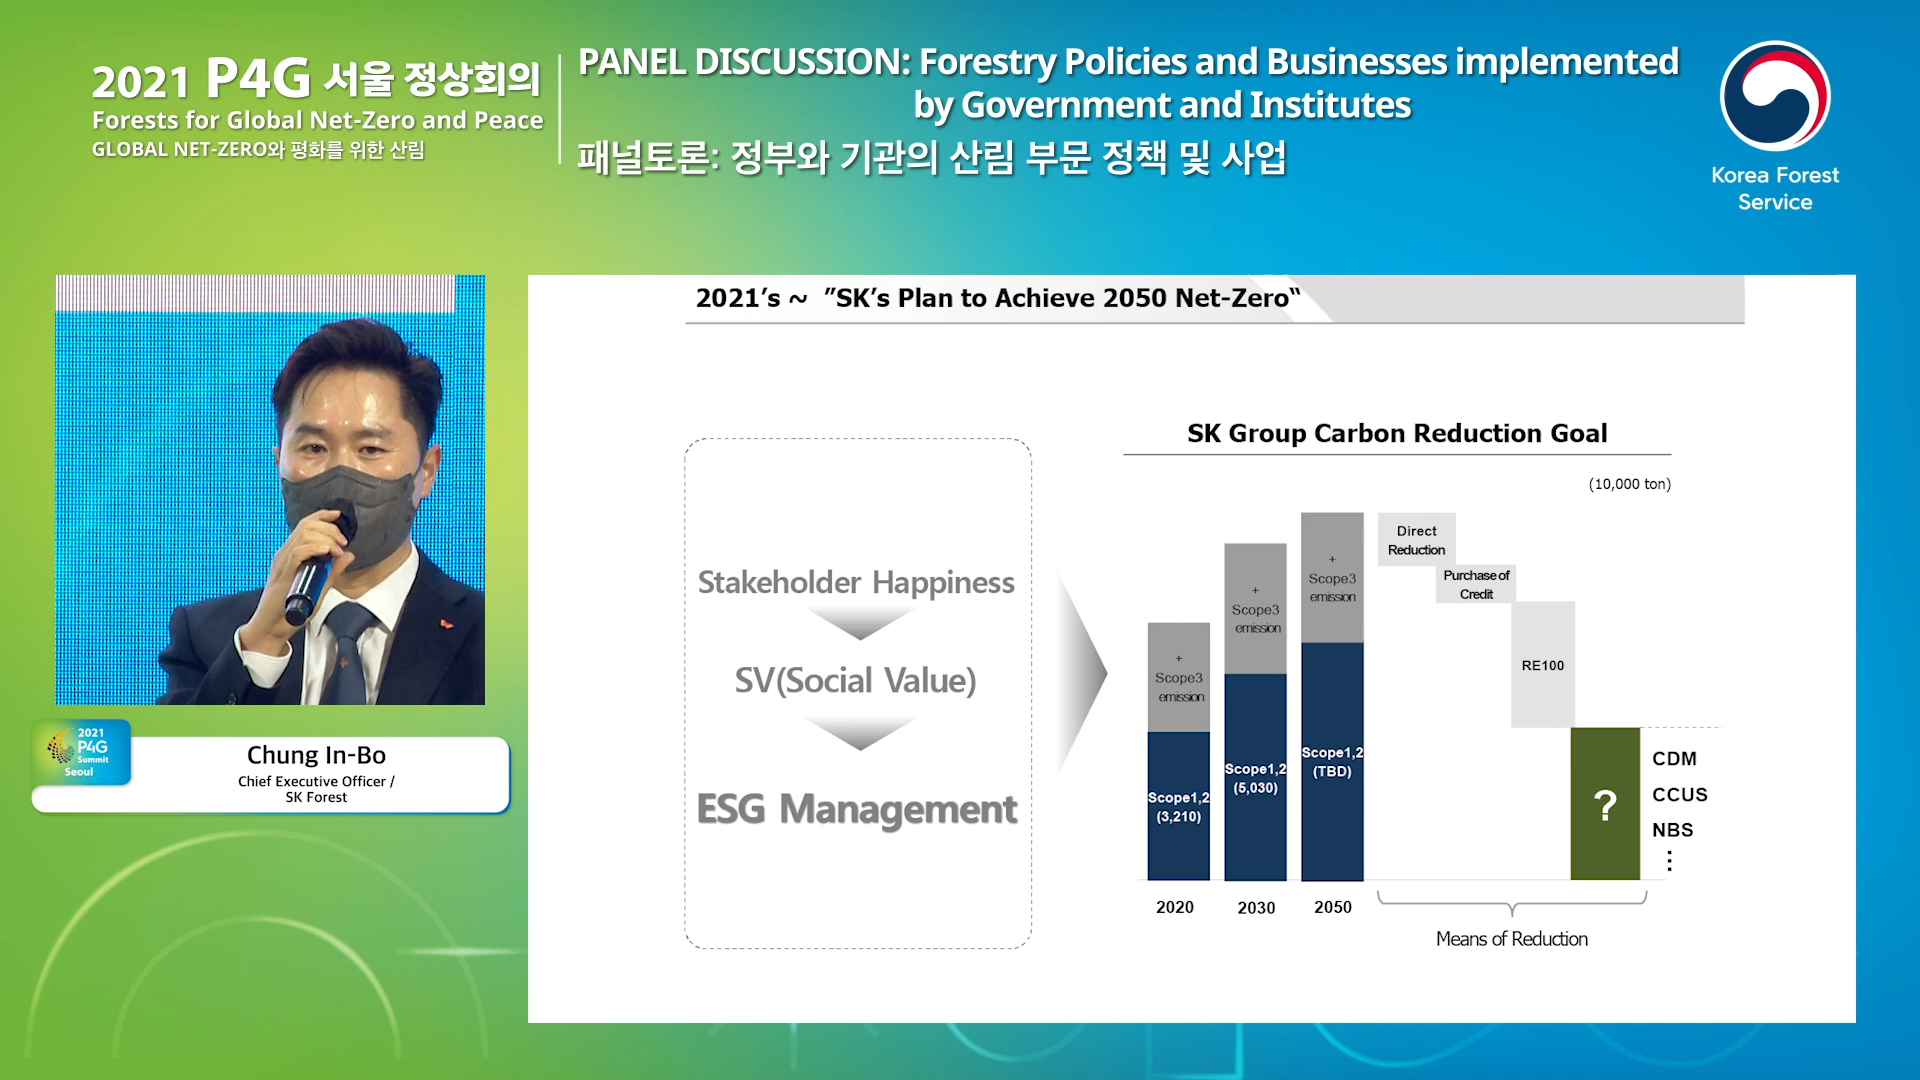 2021 P4G 서울 정상회의
Forests for Global Net-Zero and Peace
GLOBAL NET-ZERO와 평화를 위한 산림
PANEL DISCUSSION: Forestry Policies and Businesses implemented
by Government and Institutes
패널토론: 정부와 기관의 산림 부문 정책 및 사업
Korea Forest
Service
2021
P4G
Summit
Seoul
Chung In-Bo
Chief Executive Officer /
SK Forest
2021’s ~ ”SK’s Plan to Achieve 2050 Net-Zero“
Stakeholder Happiness
SV(Social Value)
ESG Management
SK Group Carbon Reduction Goal
(10,000 ton)
+
Scope3
emission
Scope1,2
(3,210)
2020
+
Scope3
emission
Scope1,2
(5,030)
2030
+
Scope3
emission
Scope1,2
(TBD)
2050
Direct
Reduction
Purchase of
Credit
RE100
?
CDM
CCUS
NBS
⋮
Means of Reduction